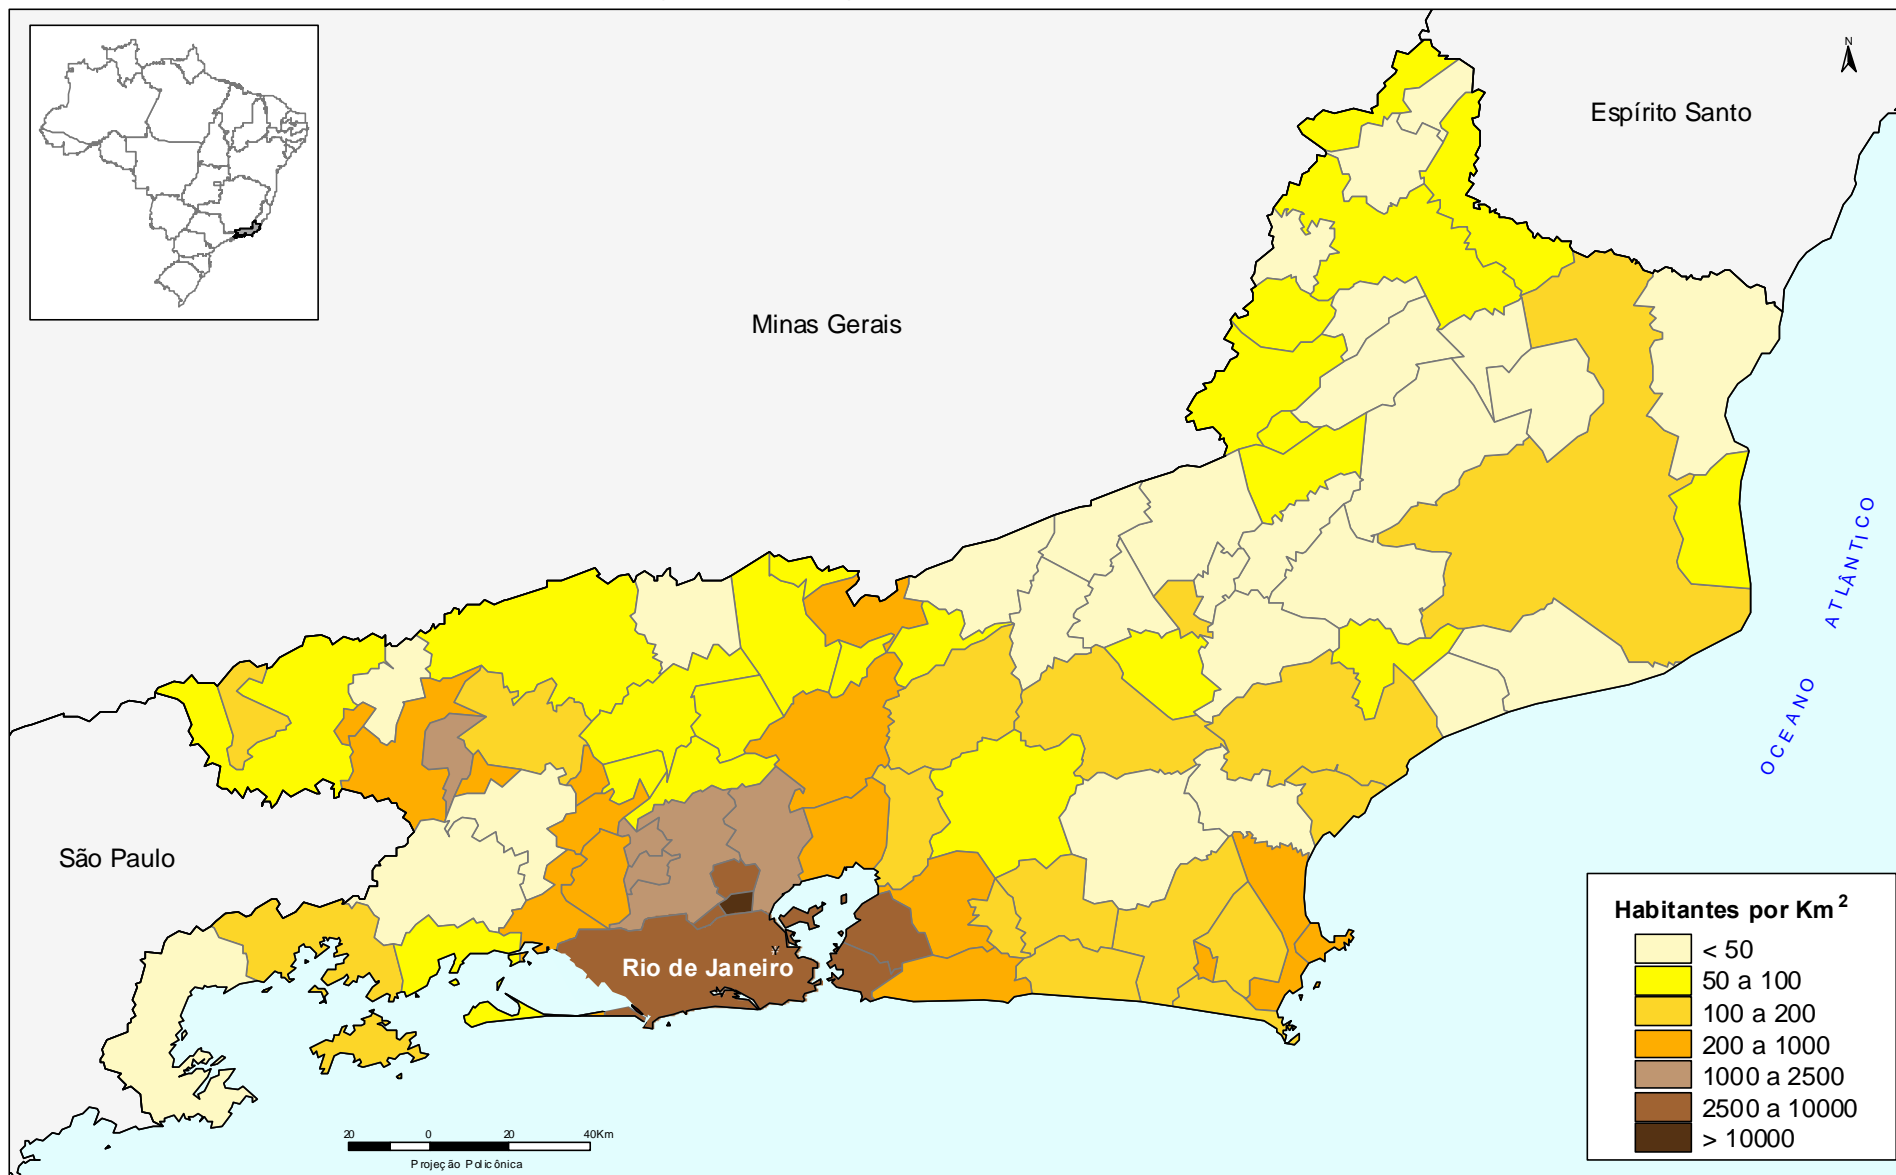 N
Espírito Santo
Minas Gerais
OCEANO ATLÂNTICO
São Paulo
Rio de Janeiro
Habitantes por Km²
< 50
50 a 100
100 a 200
200 a 1000
1000 a 2500
2500 a 10000
> 10000
20 0 20 40Km
Projeção Policônica